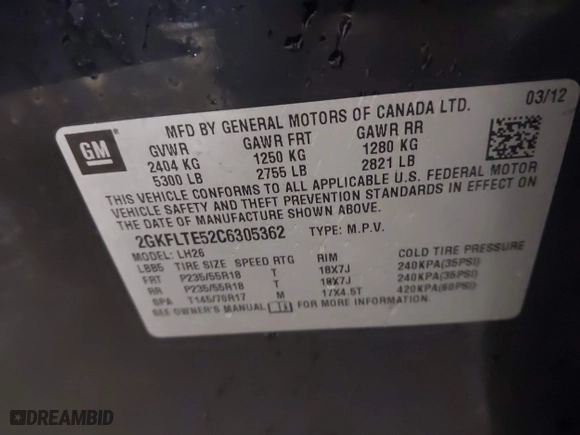 03/12
GM
MFD BY GENERAL MOTORS OF CANADA LTD.
GVWR GAWR FRT GAWR RR
2404 KG 1250 KG 1280 KG
5300 LB 2755 LB 2821 LB
THIS VEHICLE CONFORMS TO ALL APPLICABLE U.S. FEDERAL MOTOR
VEHICLE SAFETY AND THEFT PREVENTION STANDARDS IN EFFECT ON
THE DATE OF MANUFACTURE SHOWN ABOVE.
2GKFLTE52C6305362 TYPE: M.P.V.
MODEL: LH26
LBB5 TIRE SIZE SPEED RTG RIM COLD TIRE PRESSURE
FRT P235/55R18 T 18X7J 240KPA(35PSI)
RR P235/55R18 T 18X7J 240KPA(35PSI)
SPA T145/70R17 M 17X4.5T 420KPA(60PSI)
SEE OWNER'S MANUAL FOR MORE INFORMATION.
DREAMBID